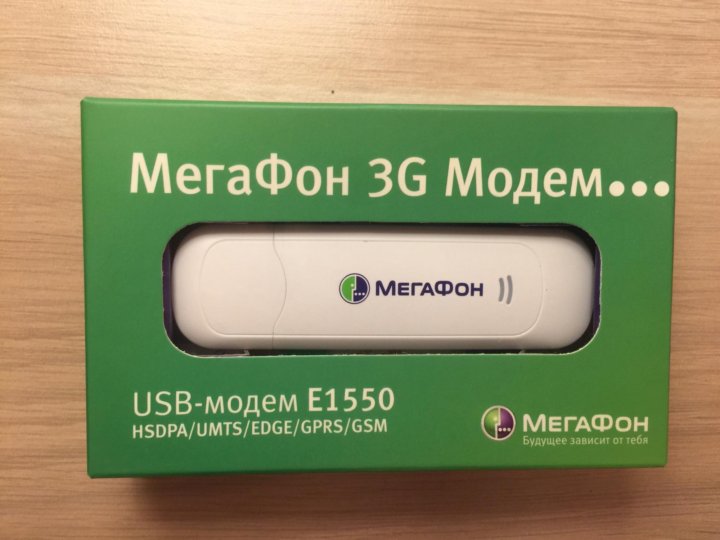 МегаФон 3G Модем...
МЕГАФОН
USB-модем E1550
HSDPA/UMTS/EDGE/GPRS/GSM
МЕГАФОН
Будущее зависит от тебя